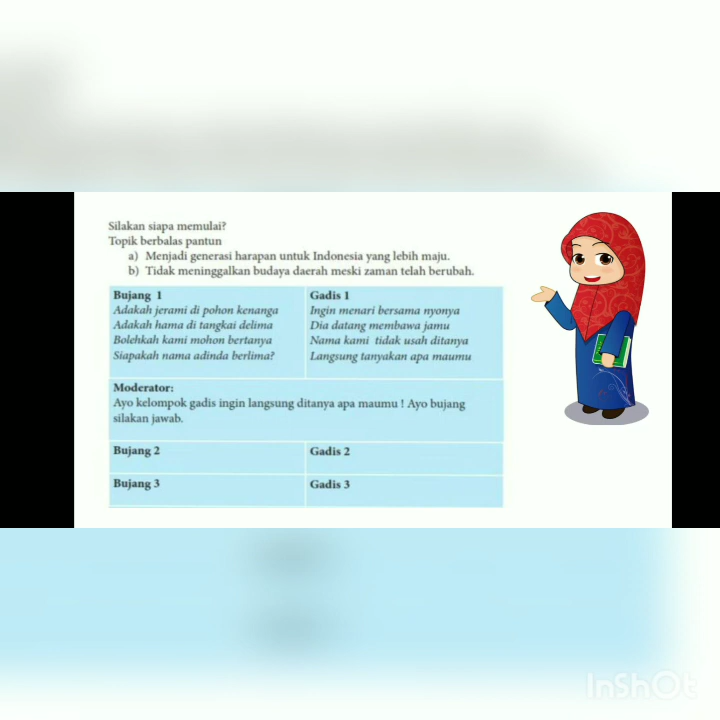 Silakan siapa memulai?
Topik berbalas pantun
a) Menjadi generasi harapan untuk Indonesia yang lebih maju.
b) Tidak meninggalkan budaya daerah meski zaman telah berubah.
Bujang 1
Adakah jerami di pohon kenanga
Adakah hama di tangkai delima
Bolehkah kami mohon bertanya
Siapakah nama adinda berlima?
Gadis 1
Ingin menari bersama nyonya
Dia datang membawa jamu
Nama kami tidak usah ditanya
Langsung tanyakan apa maumu
Moderator:
Ayo kelompok gadis ingin langsung ditanya apa maumu ! Ayo bujang
silakan jawab.
Bujang 2
Gadis 2
Bujang 3
Gadis 3
InShOt